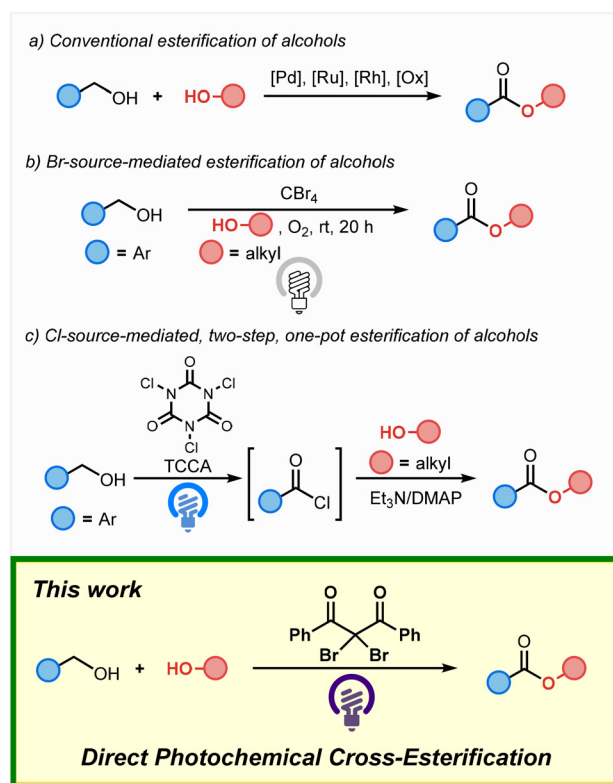 a) Conventional esterification of alcohols
[Pd], [Ru], [Rh], [Ox]
OH + HO
O
O
b) Br-source-mediated esterification of alcohols
CBr4
OH
HO , O2, rt, 20 h
O
O
= Ar = alkyl
c) Cl-source-mediated, two-step, one-pot esterification of alcohols
O
Cl N N Cl
O N O
Cl
HO
OH
TCCA
O
Cl
= alkyl
O
O
= Ar
Et3N/DMAP
This work
O O
Ph Ph
Br Br
OH + HO
O
O
Direct Photochemical Cross-Esterification